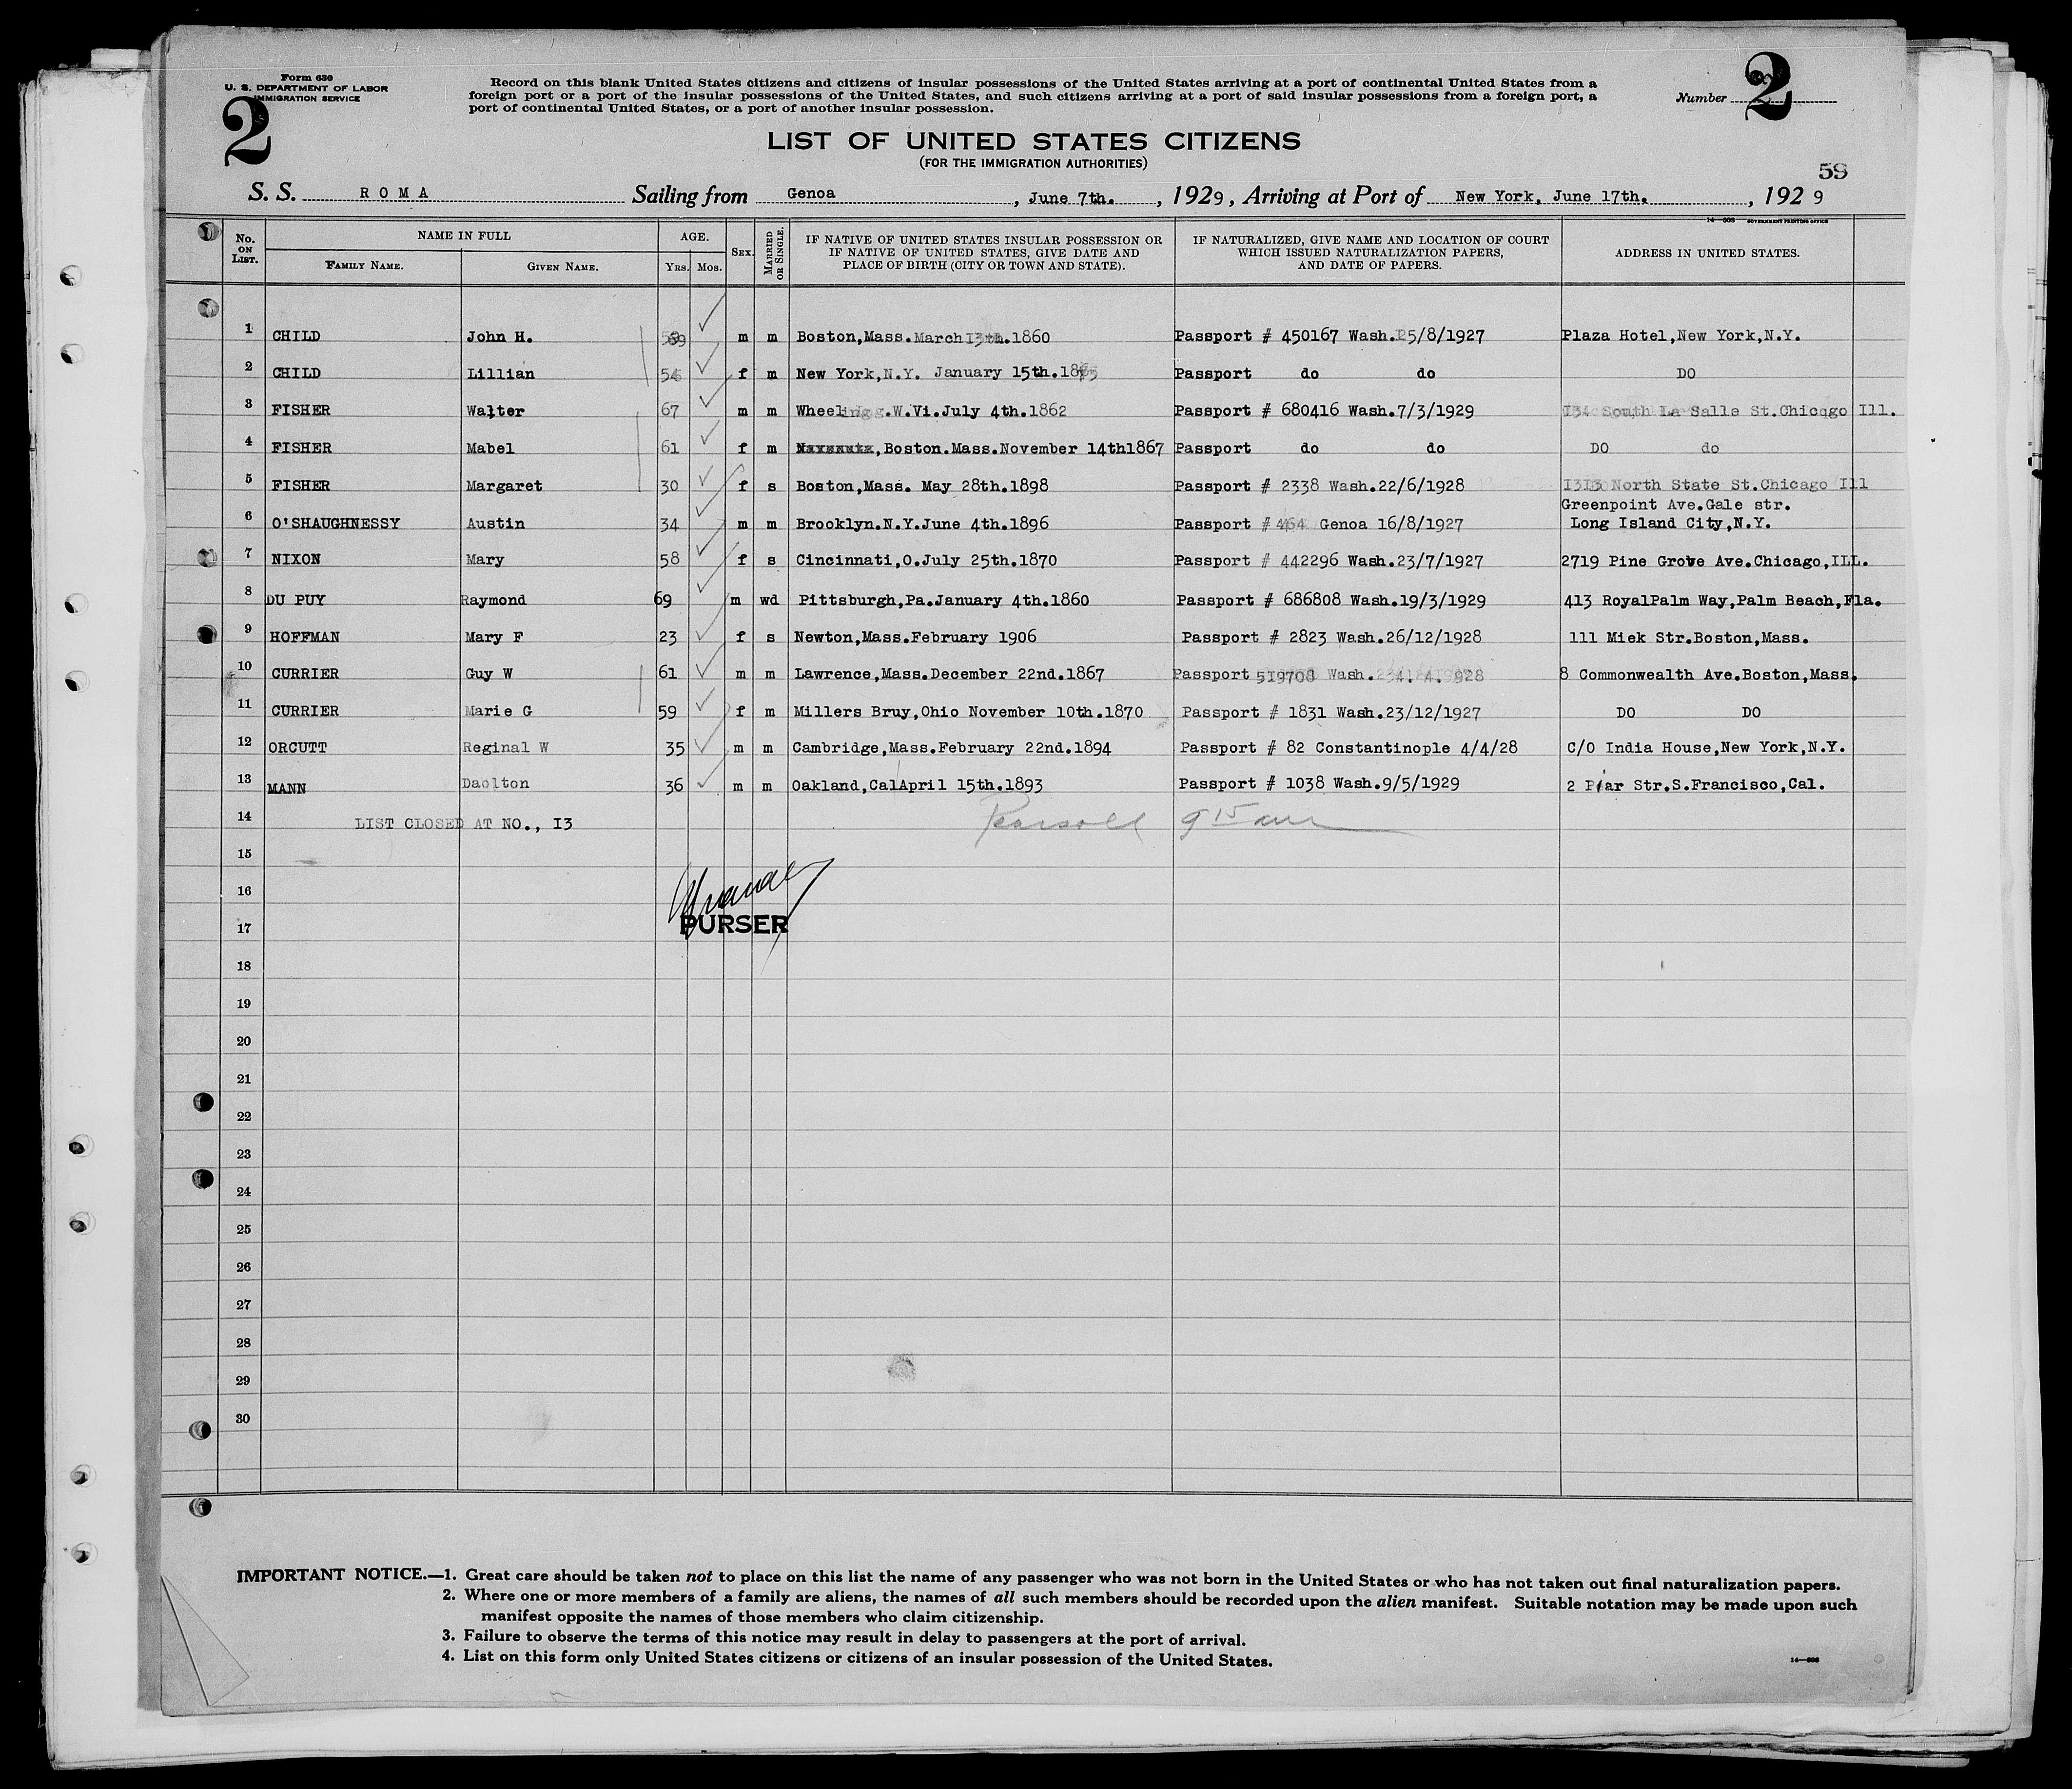 Form 630
U. S. DEPARTMENT OF LABOR
IMMIGRATION SERVICE
2
Record on this blank United States citizens and citizens of insular possessions of the United States arriving at a port of continental United States from a
foreign port or a port of the insular possessions of the United States, and such citizens arriving at a port of said insular possessions from a foreign port, a
port of continental United States, or a port of another insular possession.
Number 2
LIST OF UNITED STATES CITIZENS
(FOR THE IMMIGRATION AUTHORITIES)
59
S. S. ROMA Sailing from Genoa, June 7th., 1929, Arriving at Port of New York, June 17th., 1929
14—608 GOVERNMENT PRINTING OFFICE
No. ON LIST. NAME IN FULL FAMILY NAME. GIVEN NAME. AGE. YRS. MOS. SEX. MARRIED OR SINGLE. IF NATIVE OF UNITED STATES INSULAR POSSESSION OR IF NATIVE OF UNITED STATES, GIVE DATE AND PLACE OF BIRTH (CITY OR TOWN AND STATE). IF NATURALIZED, GIVE NAME AND LOCATION OF COURT WHICH ISSUED NATURALIZATION PAPERS, AND DATE OF PAPERS. ADDRESS IN UNITED STATES.
1 CHILD John H. 69 m m Boston,Mass.March 13th.1860 Passport # 450167 Wash. 5/8/1927 Plaza Hotel,New York,N.Y.
2 CHILD Lillian f m New York,N.Y. January 15th. Passport do do DO
3 FISHER Walter 67 m m Wheeling.W.Vi.July 4th.1862 Passport # 680416 Wash.7/3/1929 134 South La Salle St.Chicqgo Ill.
4 FISHER Mabel 61 f m ,Boston.Mass.November 14th1867 Passport do do DO do
5 FISHER Margaret 30 f s Boston,Mass. May 28th.1898 Passport # 2338 Wash.22/6/1928 I3I3 North State St.Chicago Ill
6 O'SHAUGHNESSY Austin 34 m m Brooklyn.N.Y.June 4th.1896 Passport # 464 Genoa 16/8/1927 Greenpoint Ave.Gale str.
Long Island City,N.Y.
7 NIXON Mary 58 f s Cincinnati,O.July 25th.1870 Passport # 442296 Wash.23/7/1927 2719 Pine Grove Ave.Chicago,ILL.
8 DU PUY Raymond 69 m wd Pittsburgh,Pa.January 4th.1860 Passport # 686808 Wash.19/3/1929 413 RoyalPalm Way,Palm Beach,Fla.
9 HOFFMAN Mary F 23 f s Newton,Mass.February 1906 Passport # 2823 Wash.26/12/1928 111 Miek Str.Boston,Mass.
10 CURRIER Guy W 61 m m Lawrence,Mass.December 22nd.1867 Passport 519708 Wash. 8 Commonwealth Ave.Boston,Mass.
11 CURRIER Marie G 59 f m Millers Bruy,Ohio November 10th.1870 Passport # 1831 Wash.23/12/1927 DO DO
12 ORCUTT Reginal W 35 m m Cambridge,Mass.February 22nd.1894 Passport # 82 Constantinople 4/4/28 C/O India House,New York,N.Y.
13 MANN Daolton 36 m m Oakland,CalApril 15th.1893 Passport # 1038 Wash.9/5/1929 2 Str.S.Francisco,Cal.
14 LIST CLOSED AT NO., I3 9 15 am
15
16
17 PURSER
18
19
20
21
22
23
24
25
26
27
28
29
30
IMPORTANT NOTICE.—1. Great care should be taken not to place on this list the name of any passenger who was not born in the United States or who has not taken out final naturalization papers.
2. Where one or more members of a family are aliens, the names of all such members should be recorded upon the alien manifest. Suitable notation may be made upon such
manifest opposite the names of those members who claim citizenship.
3. Failure to observe the terms of this notice may result in delay to passengers at the port of arrival.
4. List on this form only United States citizens or citizens of an insular possession of the United States.
14—608